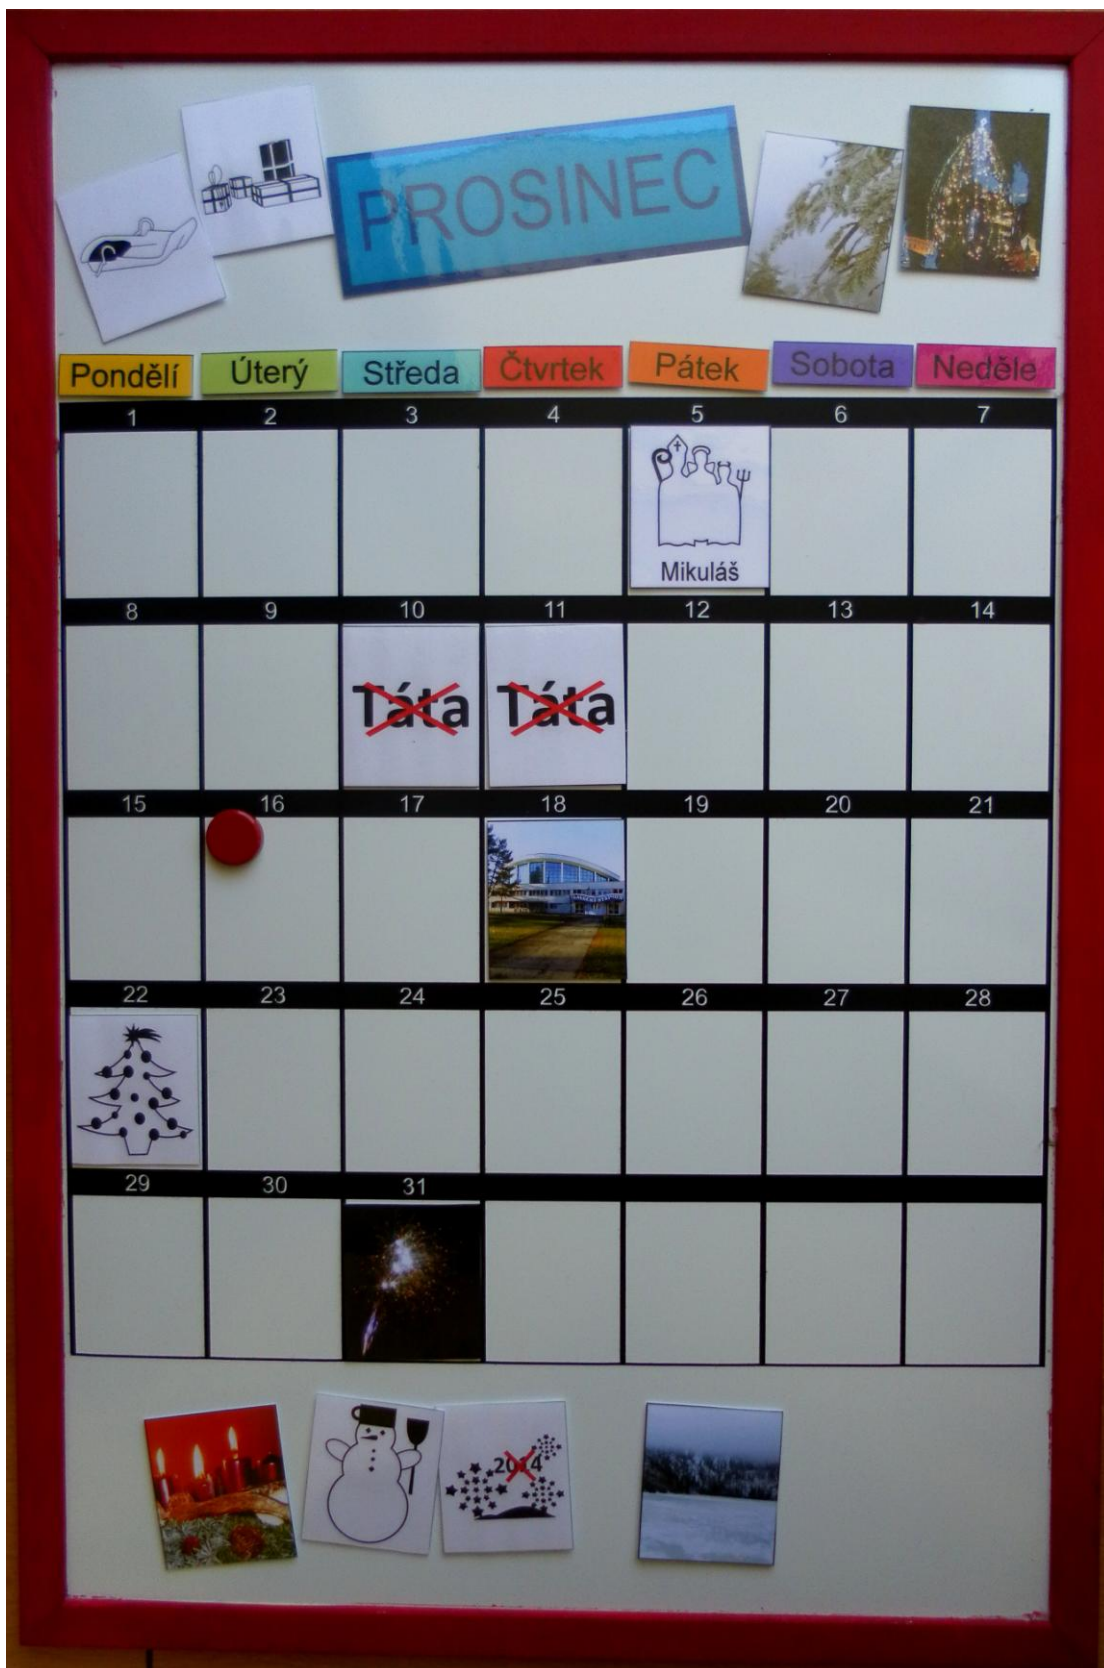 PROSINEC
Pondělí Úterý Středa Čtvrtek Pátek Sobota Neděle
1 2 3 4 5 6 7
Mikuláš
8 9 10 11 12 13 14
Táta Táta
15 16 17 18 19 20 21
22 23 24 25 26 27 28
29 30 31
2014